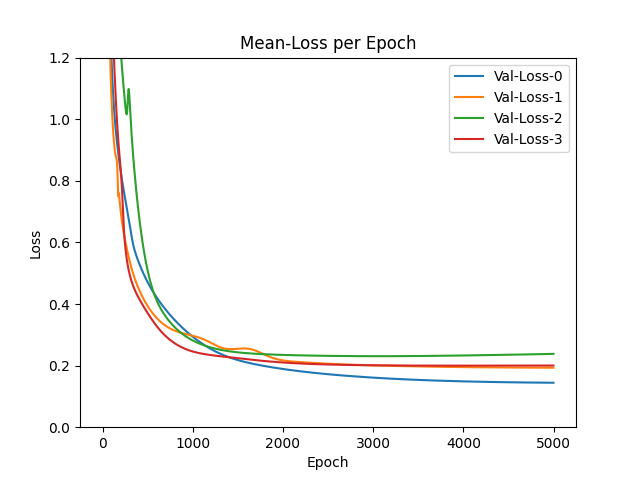 Mean-Loss per Epoch
1.2
1.0
0.8
0.6
0.4
0.2
0.0
Loss
Val-Loss-0
Val-Loss-1
Val-Loss-2
Val-Loss-3
0 1000 2000 3000 4000 5000
Epoch